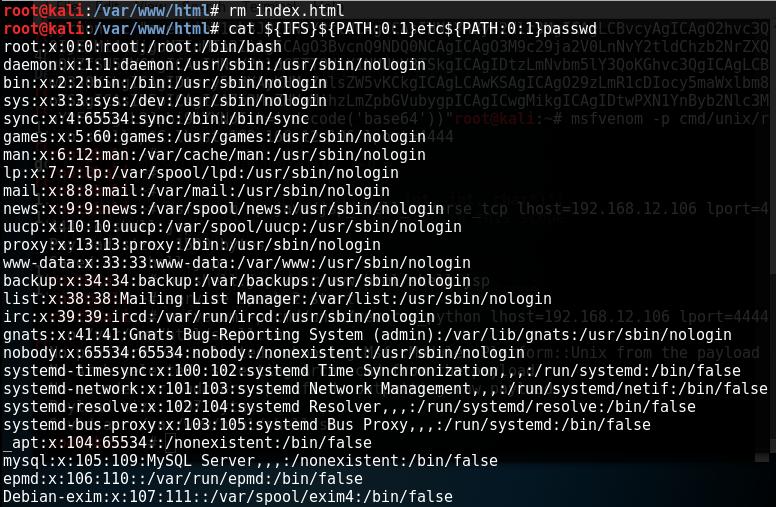 root@kali:/var/www/html# rm index.html
root@kali:/var/www/html# cat ${IFS}${PATH:0:1}etc${PATH:0:1}passwd
root:x:0:0:root:/root:/bin/bash
daemon:x:1:1:daemon:/usr/sbin:/usr/sbin/nologin
bin:x:2:2:bin:/bin:/usr/sbin/nologin
sys:x:3:3:sys:/dev:/usr/sbin/nologin
sync:x:4:65534:sync:/bin:/bin/sync
games:x:5:60:games:/usr/games:/usr/sbin/nologin
man:x:6:12:man:/var/cache/man:/usr/sbin/nologin
lp:x:7:7:lp:/var/spool/lpd:/usr/sbin/nologin
mail:x:8:8:mail:/var/mail:/usr/sbin/nologin
news:x:9:9:news:/var/spool/news:/usr/sbin/nologin
uucp:x:10:10:uucp:/var/spool/uucp:/usr/sbin/nologin
proxy:x:13:13:proxy:/bin:/usr/sbin/nologin
www-data:x:33:33:www-data:/var/www:/usr/sbin/nologin
backup:x:34:34:backup:/var/backups:/usr/sbin/nologin
list:x:38:38:Mailing List Manager:/var/list:/usr/sbin/nologin
irc:x:39:39:ircd:/var/run/ircd:/usr/sbin/nologin
gnats:x:41:41:Gnats Bug-Reporting System (admin):/var/lib/gnats:/usr/sbin/nologin
nobody:x:65534:65534:nobody:/nonexistent:/usr/sbin/nologin
systemd-timesync:x:100:102:systemd Time Synchronization,,,:/run/systemd:/bin/false
systemd-network:x:101:103:systemd Network Management,,,:/run/systemd/netif:/bin/false
systemd-resolve:x:102:104:systemd Resolver,,,:/run/systemd/resolve:/bin/false
systemd-bus-proxy:x:103:105:systemd Bus Proxy,,,:/run/systemd:/bin/false
_apt:x:104:65534::/nonexistent:/bin/false
mysql:x:105:109:MySQL Server,,,:/nonexistent:/bin/false
epmd:x:106:110::/var/run/epmd:/bin/false
Debian-exim:x:107:111::/var/spool/exim4:/bin/false